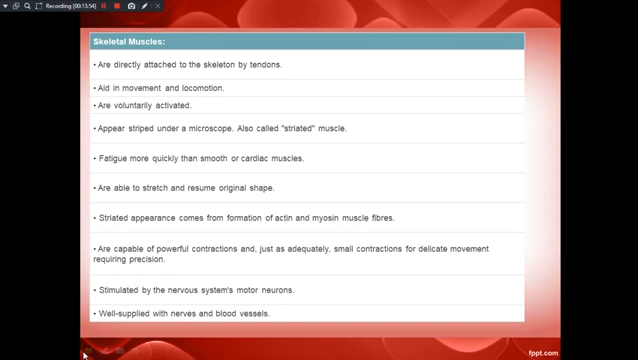 Recording [00:13:54]
Skeletal Muscles:
• Are directly attached to the skeleton by tendons.
• Aid in movement and locomotion.
• Are voluntarily activated.
• Appear striped under a microscope. Also called "striated" muscle.
• Fatigue more quickly than smooth or cardiac muscles.
• Are able to stretch and resume original shape.
• Striated appearance comes from formation of actin and myosin muscle fibres.
• Are capable of powerful contractions and, just as adequately, small contractions for delicate movement
requiring precision.
• Stimulated by the nervous system's motor neurons.
• Well-supplied with nerves and blood vessels.
fppt.com